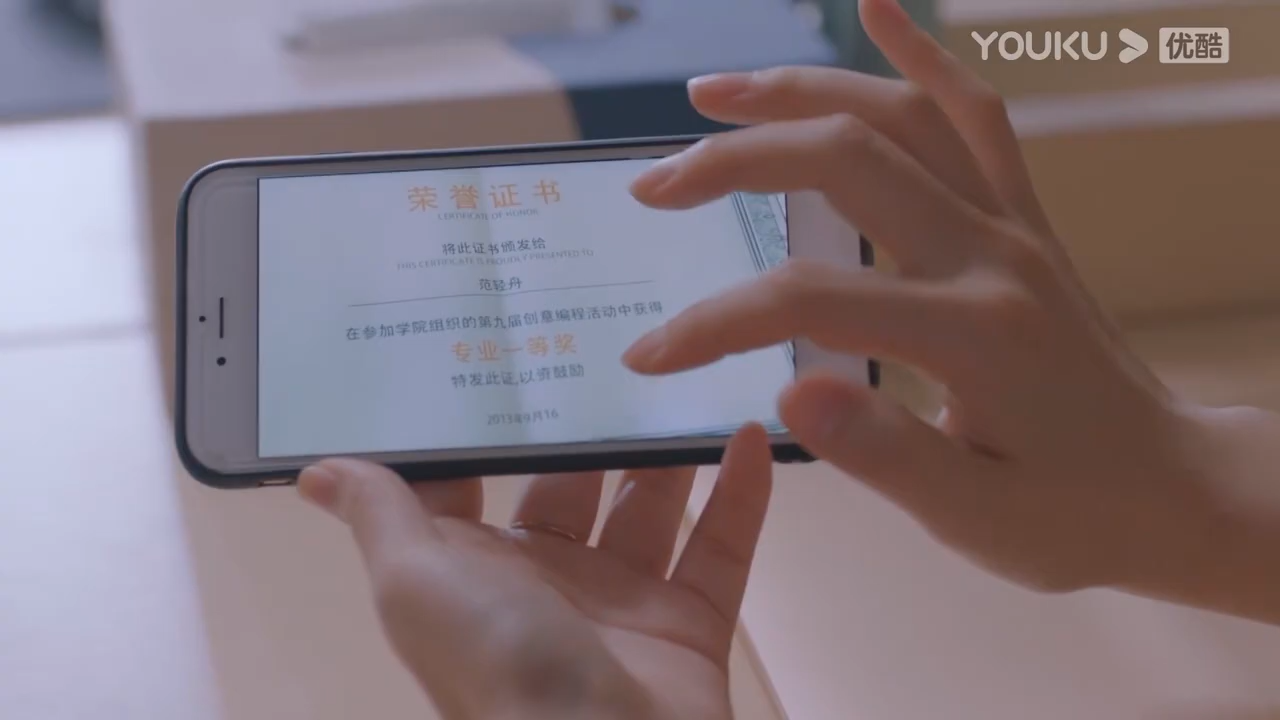 YOUKU 优酷
荣誉证书
CERTIFICATE OF HONOR
将此证书颁发给
THIS CERTIFICATE IS PROUDLY PRESENTED TO
范轻舟
在参加学院组织的第九届创意编程活动中获得
专业一等奖
特发此证,以资鼓励
2013年9月16